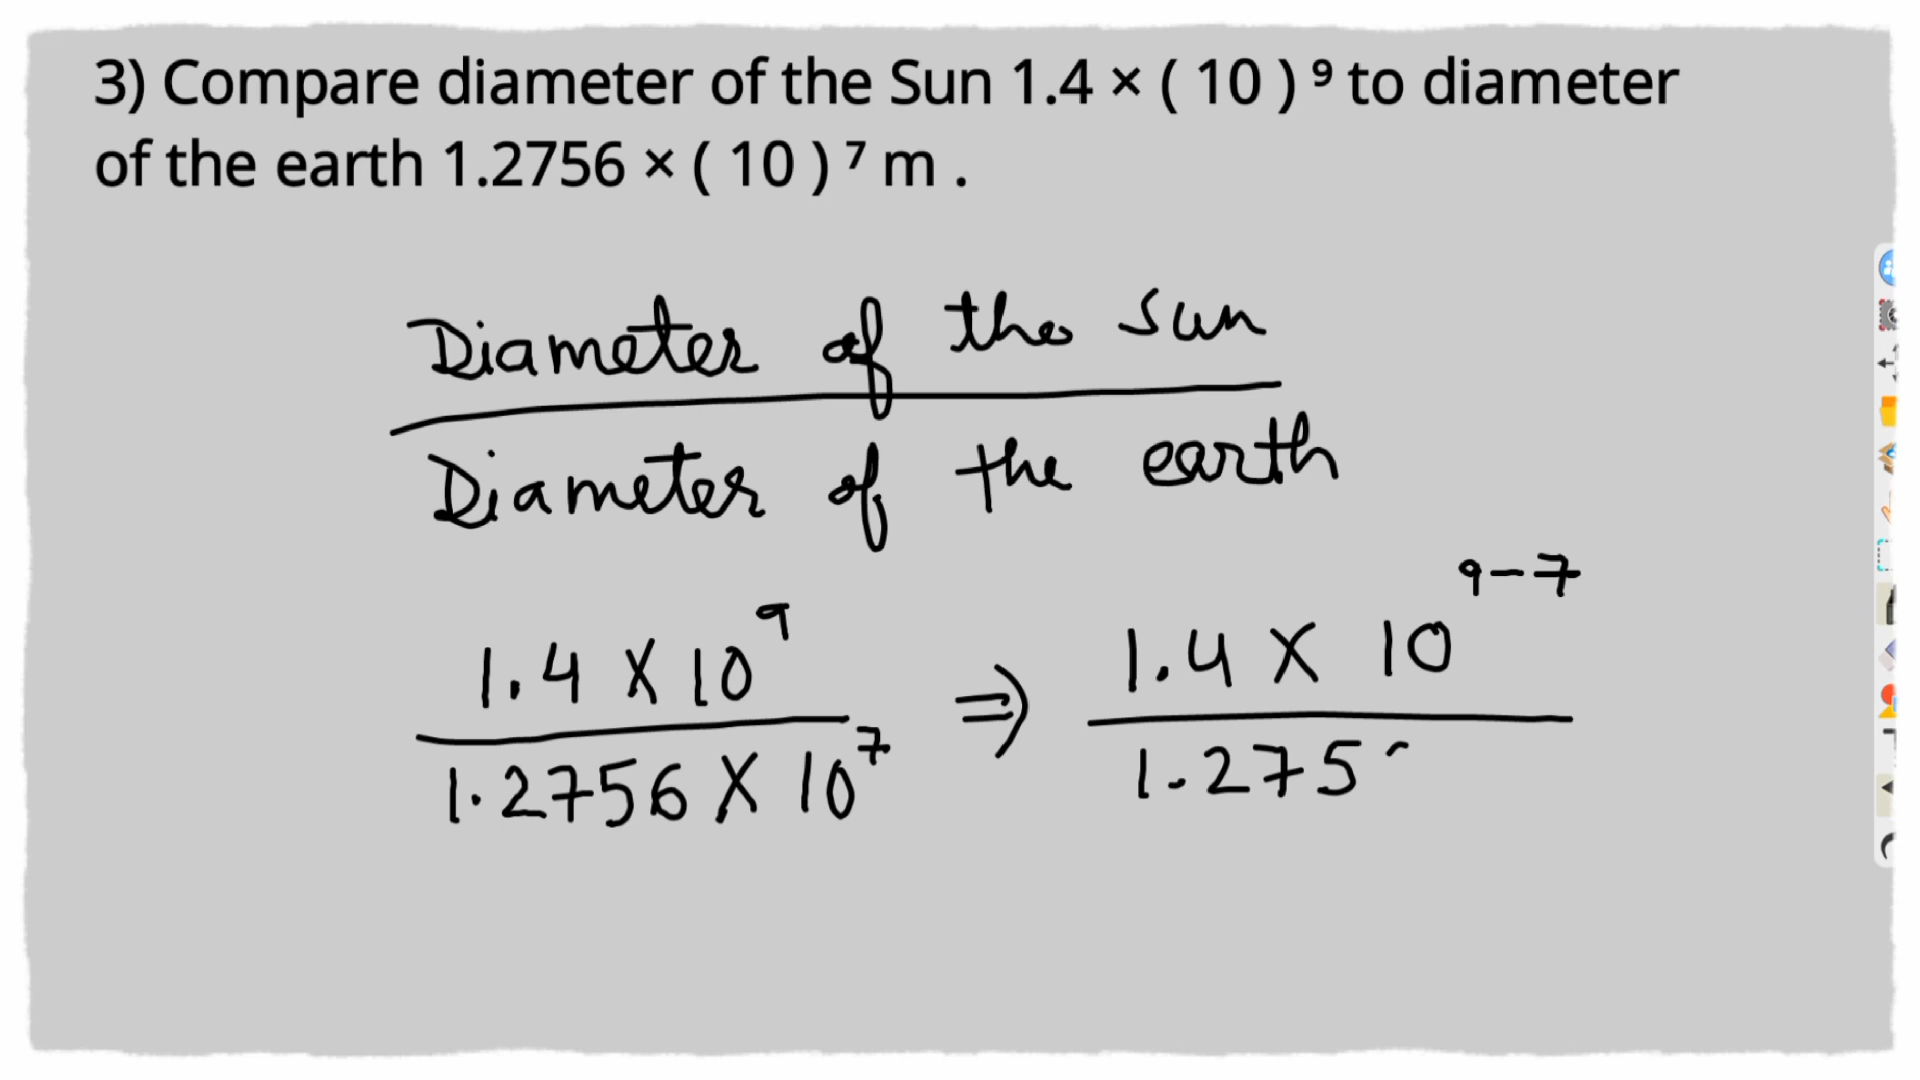 3) Compare diameter of the Sun 1.4 × ( 10 ) ⁹ to diameter
of the earth 1.2756 × ( 10 ) ⁷ m .
Diameter of the Sun
Diameter of the earth
1.4 X 10⁹
1.2756 X 10⁷
⇒
1.4 X 10⁹⁻⁷
1.275